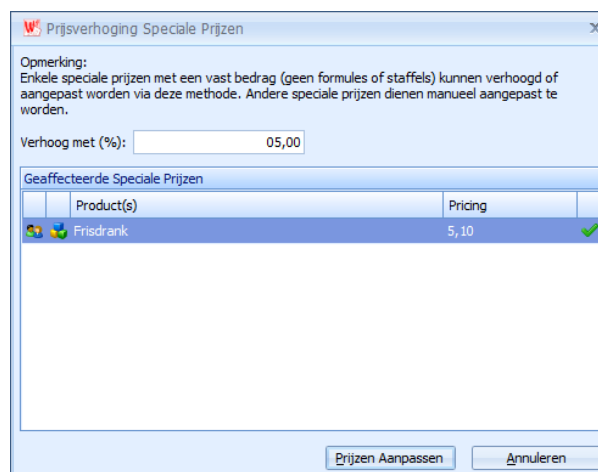 Prijsverhoging Speciale Prijzen
Opmerking:
Enkele speciale prijzen met een vast bedrag (geen formules of staffels) kunnen verhoogd of
aangepast worden via deze methode. Andere speciale prijzen dienen manueel aangepast te
worden.
Verhoog met (%): 05,00
Geaffecteerde Speciale Prijzen
Product(s) Pricing
Frisdrank 5,10
Prijzen Aanpassen Annuleren